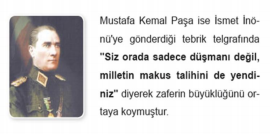 Mustafa Kemal Paşa ise İsmet İnö-
nü'ye gönderdiği tebrik telgrafında
"Siz orada sadece düşmanı değil,
milletin makus talihini de yendi-
niz" diyerek zaferin büyüklüğünü or-
taya koymuştur.